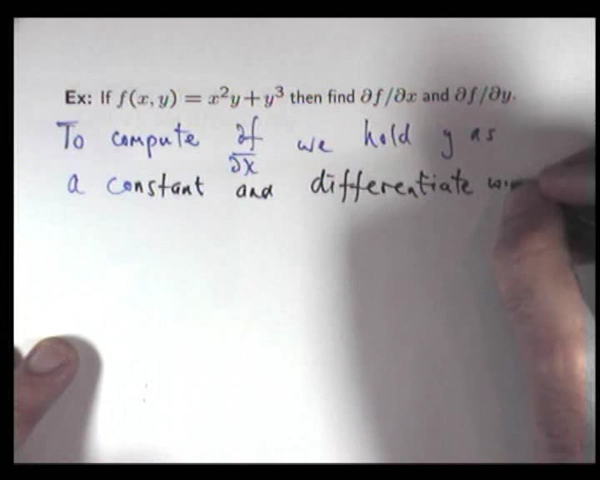 Ex: If f(x, y) = x²y + y³ then find ∂f/∂x and ∂f/∂y.
To compute ∂f/∂x we hold y as
a constant and differentiate